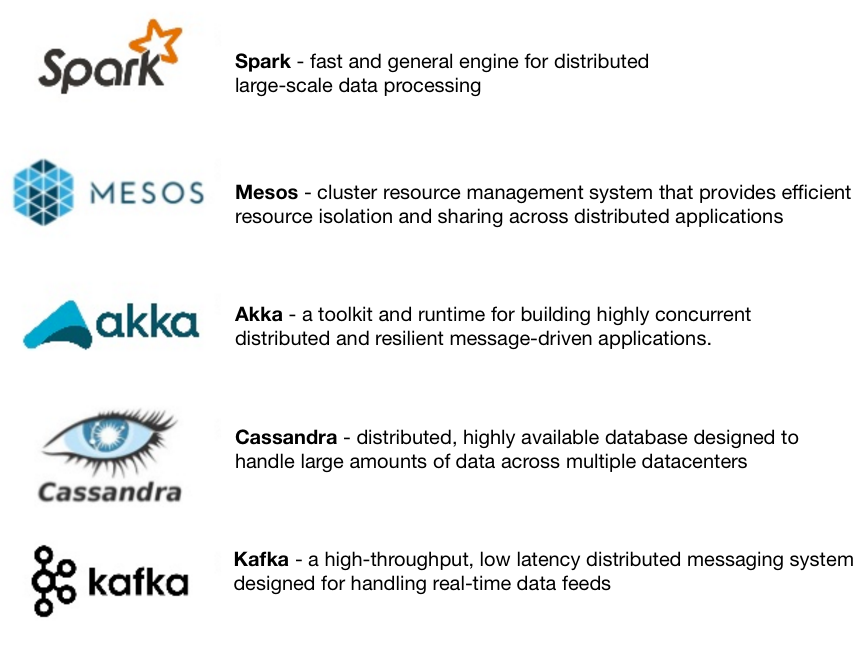 Spark
Spark - fast and general engine for distributed
large-scale data processing
MESOS
Mesos - cluster resource management system that provides efficient
resource isolation and sharing across distributed applications
akka
Akka - a toolkit and runtime for building highly concurrent
distributed and resilient message-driven applications.
Cassandra
Cassandra - distributed, highly available database designed to
handle large amounts of data across multiple datacenters
kafka
Kafka - a high-throughput, low latency distributed messaging system
designed for handling real-time data feeds